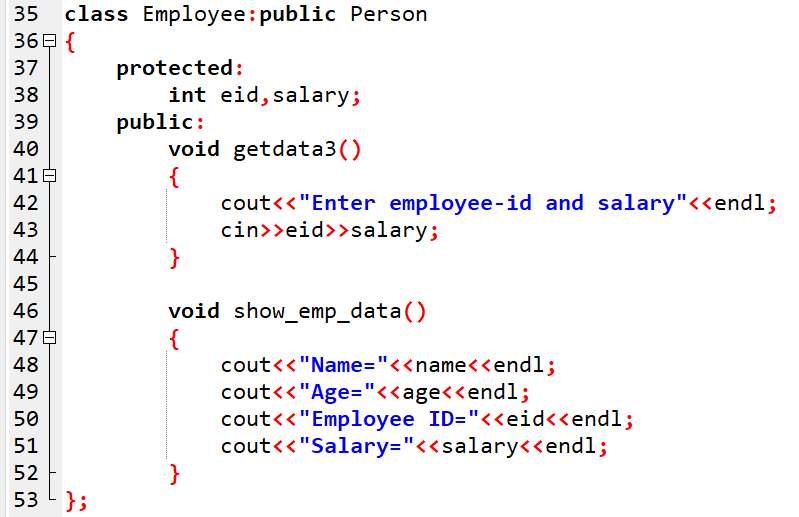 35 class Employee:public Person
36 {
37 protected:
38 int eid,salary;
39 public:
40 void getdata3()
41 {
42 cout<<"Enter employee-id and salary"<<endl;
43 cin>>eid>>salary;
44 }
45
46 void show_emp_data()
47 {
48 cout<<"Name="<<name<<endl;
49 cout<<"Age="<<age<<endl;
50 cout<<"Employee ID="<<eid<<endl;
51 cout<<"Salary="<<salary<<endl;
52 }
53 };